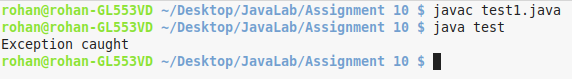 rohan@rohan-GL553VD ~/Desktop/JavaLab/Assignment 10 $ javac test1.java
rohan@rohan-GL553VD ~/Desktop/JavaLab/Assignment 10 $ java test
Exception caught
rohan@rohan-GL553VD ~/Desktop/JavaLab/Assignment 10 $